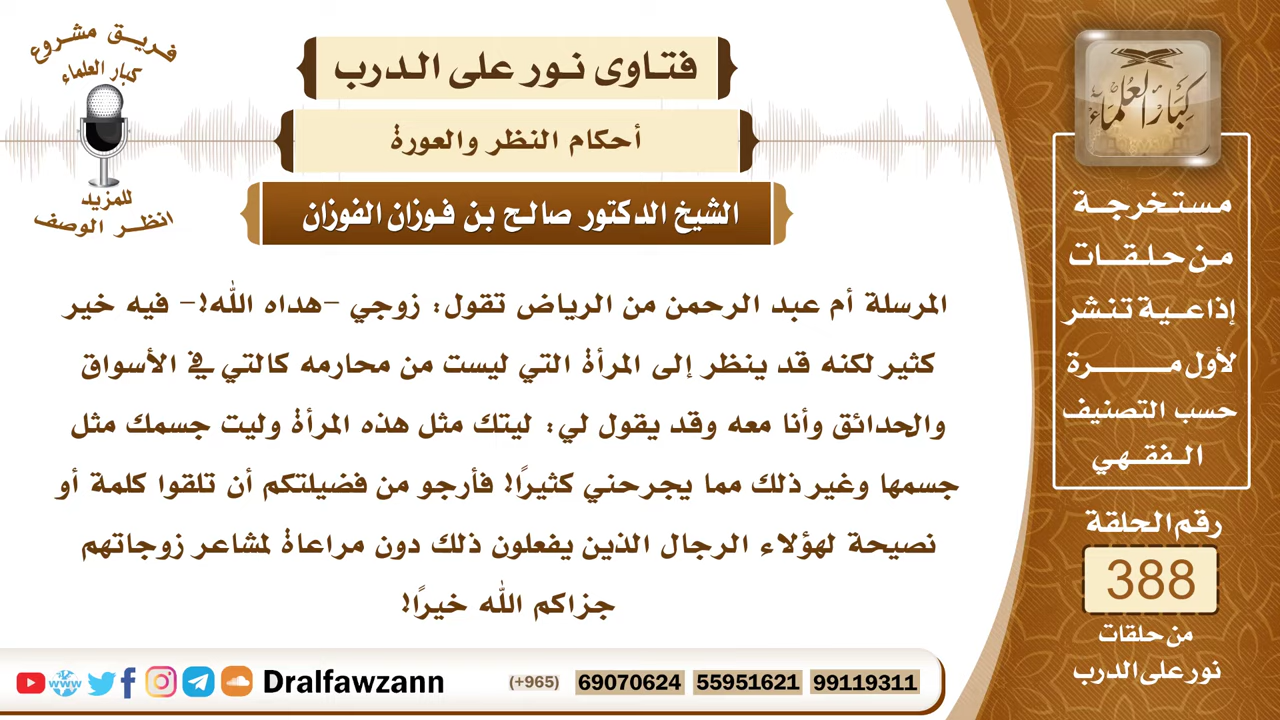 فريق مشروع
كبار العلماء
للمزيد
انظر الوصف
فتاوى نور على الدرب
أحكام النظر والعورة
الشيخ الدكتور صالح بن فوزان الفوزان
المرسلة أم عبد الرحمن من الرياض تقول: زوجي -هداه الله!- فيه خير
كثير لكنه قد ينظر إلى المرأة التي ليست من محارمه كالتي في الأسواق
والحدائق وأنا معه وقد يقول لي: ليتك مثل هذه المرأة وليت جسمك مثل
جسمها وغير ذلك مما يجرحني كثيرًا! فأرجو من فضيلتكم أن تلقوا كلمة أو
نصيحة لهؤلاء الرجال الذين يفعلون ذلك دون مراعاة لمشاعر زوجاتهم
جزاكم الله خيرًا!
كبار العلماء
مستخرجة
من حلقات
إذاعية تنشر
لأول مرة
حسب التصنيف
الفقهي
رقم الحلقة
388
من حلقات
نور على الدرب
www Dralfawzann (+965) 69070624 55951621 99119311